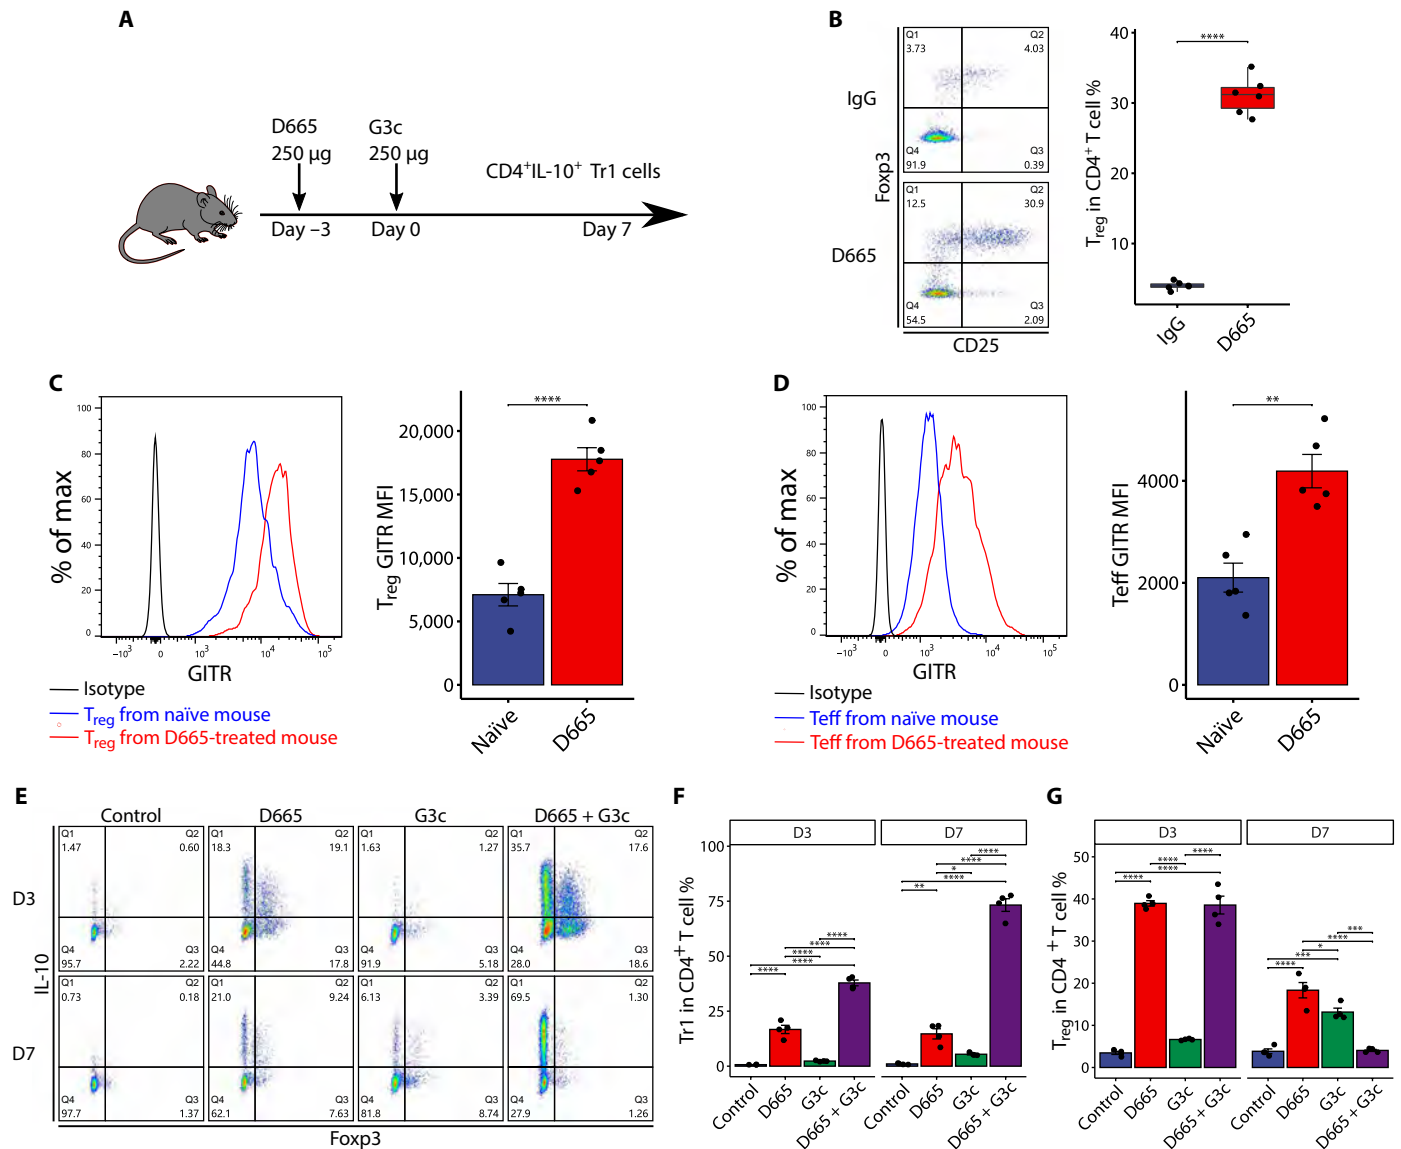 A
D665
250 µg
G3c
250 µg
CD4+IL-10+ Tr1 cells
Day –3
Day 0
Day 7
B
IgG
D665
Foxp3
CD25
Q1
3.73
Q2
4.03
Q4
91.9
Q3
0.39
Q1
12.5
Q2
30.9
Q4
54.5
Q3
2.09
Treg in CD4+ T cell %
40
30
20
10
****
IgG
D665
C
% of max
100
80
60
40
20
0
–103
0
103
104
105
GITR
Isotype
Treg from naïve mouse
Treg from D665-treated mouse
Treg GITR MFI
20,000
15,000
10,000
5,000
0
****
Naïve
D665
D
% of max
100
80
60
40
20
0
–103
0
103
104
105
GITR
Isotype
Teff from naïve mouse
Teff from D665-treated mouse
Teff GITR MFI
4000
2000
0
**
Naïve
D665
E
Control
D665
G3c
D665 + G3c
D3
Q1
1.47
Q2
0.60
Q4
95.7
Q3
2.22
Q1
18.3
Q2
19.1
Q4
44.8
Q3
17.8
Q1
1.63
Q2
1.27
Q4
91.9
Q3
5.18
Q1
35.7
Q2
17.6
Q4
28.0
Q3
18.6
D7
Q1
0.73
Q2
0.18
Q4
97.7
Q3
1.37
Q1
21.0
Q2
9.24
Q4
62.1
Q3
7.63
Q1
6.13
Q2
3.39
Q4
81.8
Q3
8.74
Q1
69.5
Q2
1.30
Q4
27.9
Q3
1.26
IL-10
Foxp3
F
D3
D7
Tr1 in CD4+ T cell %
100
75
50
25
0
****
****
****
****
****
****
****
*
****
**
Control
D665
G3c
D665 + G3c
Control
D665
G3c
D665 + G3c
G
D3
D7
Treg in CD4 + T cell %
50
40
30
20
10
0
****
****
****
****
***
****
*
***
****
Control
D665
G3c
D665 + G3c
Control
D665
G3c
D665 + G3c